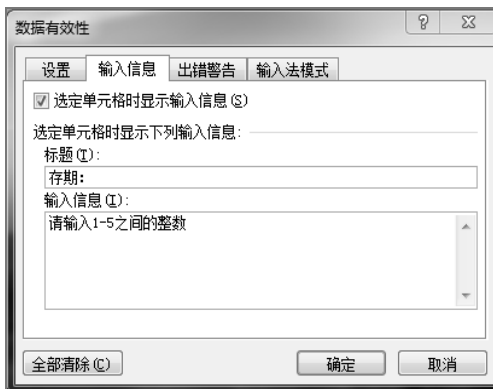 数据有效性
设置 输入信息 出错警告 输入法模式
选定单元格时显示输入信息(S)
选定单元格时显示下列输入信息:
标题(T):
存期:
输入信息(I):
请输入1-5之间的整数
全部清除(C) 确定 取消